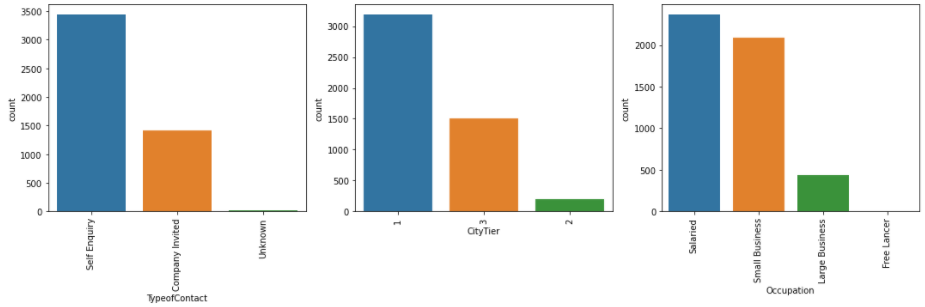 3500
3000
2500
2000
1500
1000
500
0
count
Self Enquiry
Company Invited
Unknown
TypeofContact
3000
2500
2000
1500
1000
500
0
count
1
3
2
CityTier
2000
1500
1000
500
0
count
Salaried
Small Business
Large Business
Free Lancer
Occupation